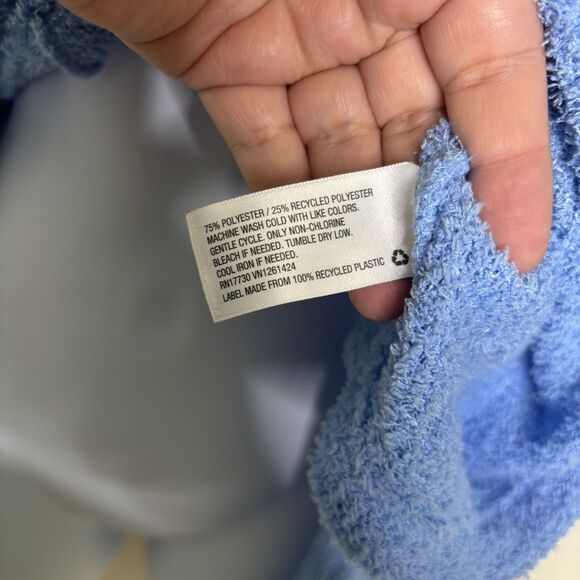 75% POLYESTER / 25% RECYCLED POLYESTER
MACHINE WASH COLD WITH LIKE COLORS.
GENTLE CYCLE. ONLY NON-CHLORINE
BLEACH IF NEEDED. TUMBLE DRY LOW.
COOL IRON IF NEEDED.
RN17730 VN1261424
LABEL MADE FROM 100% RECYCLED PLASTIC